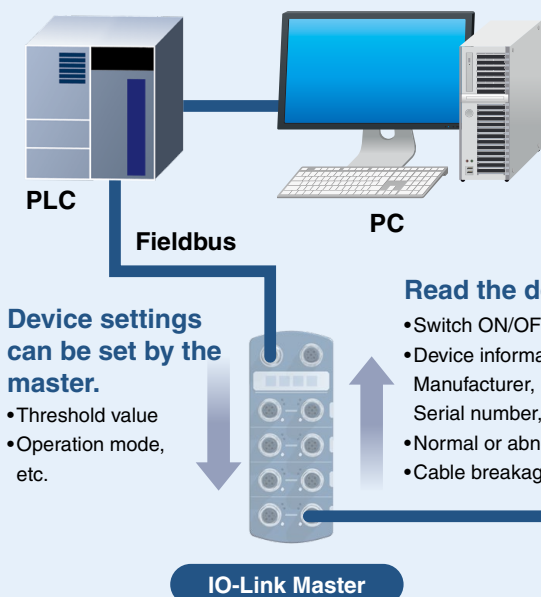 PLC
PC
Fieldbus
Device settings
can be set by the
master.
•Threshold value
•Operation mode,
etc.
Read the d
•Switch ON/OF
•Device informa
Manufacturer,
Serial number,
•Normal or abn
•Cable breakag
IO-Link Master